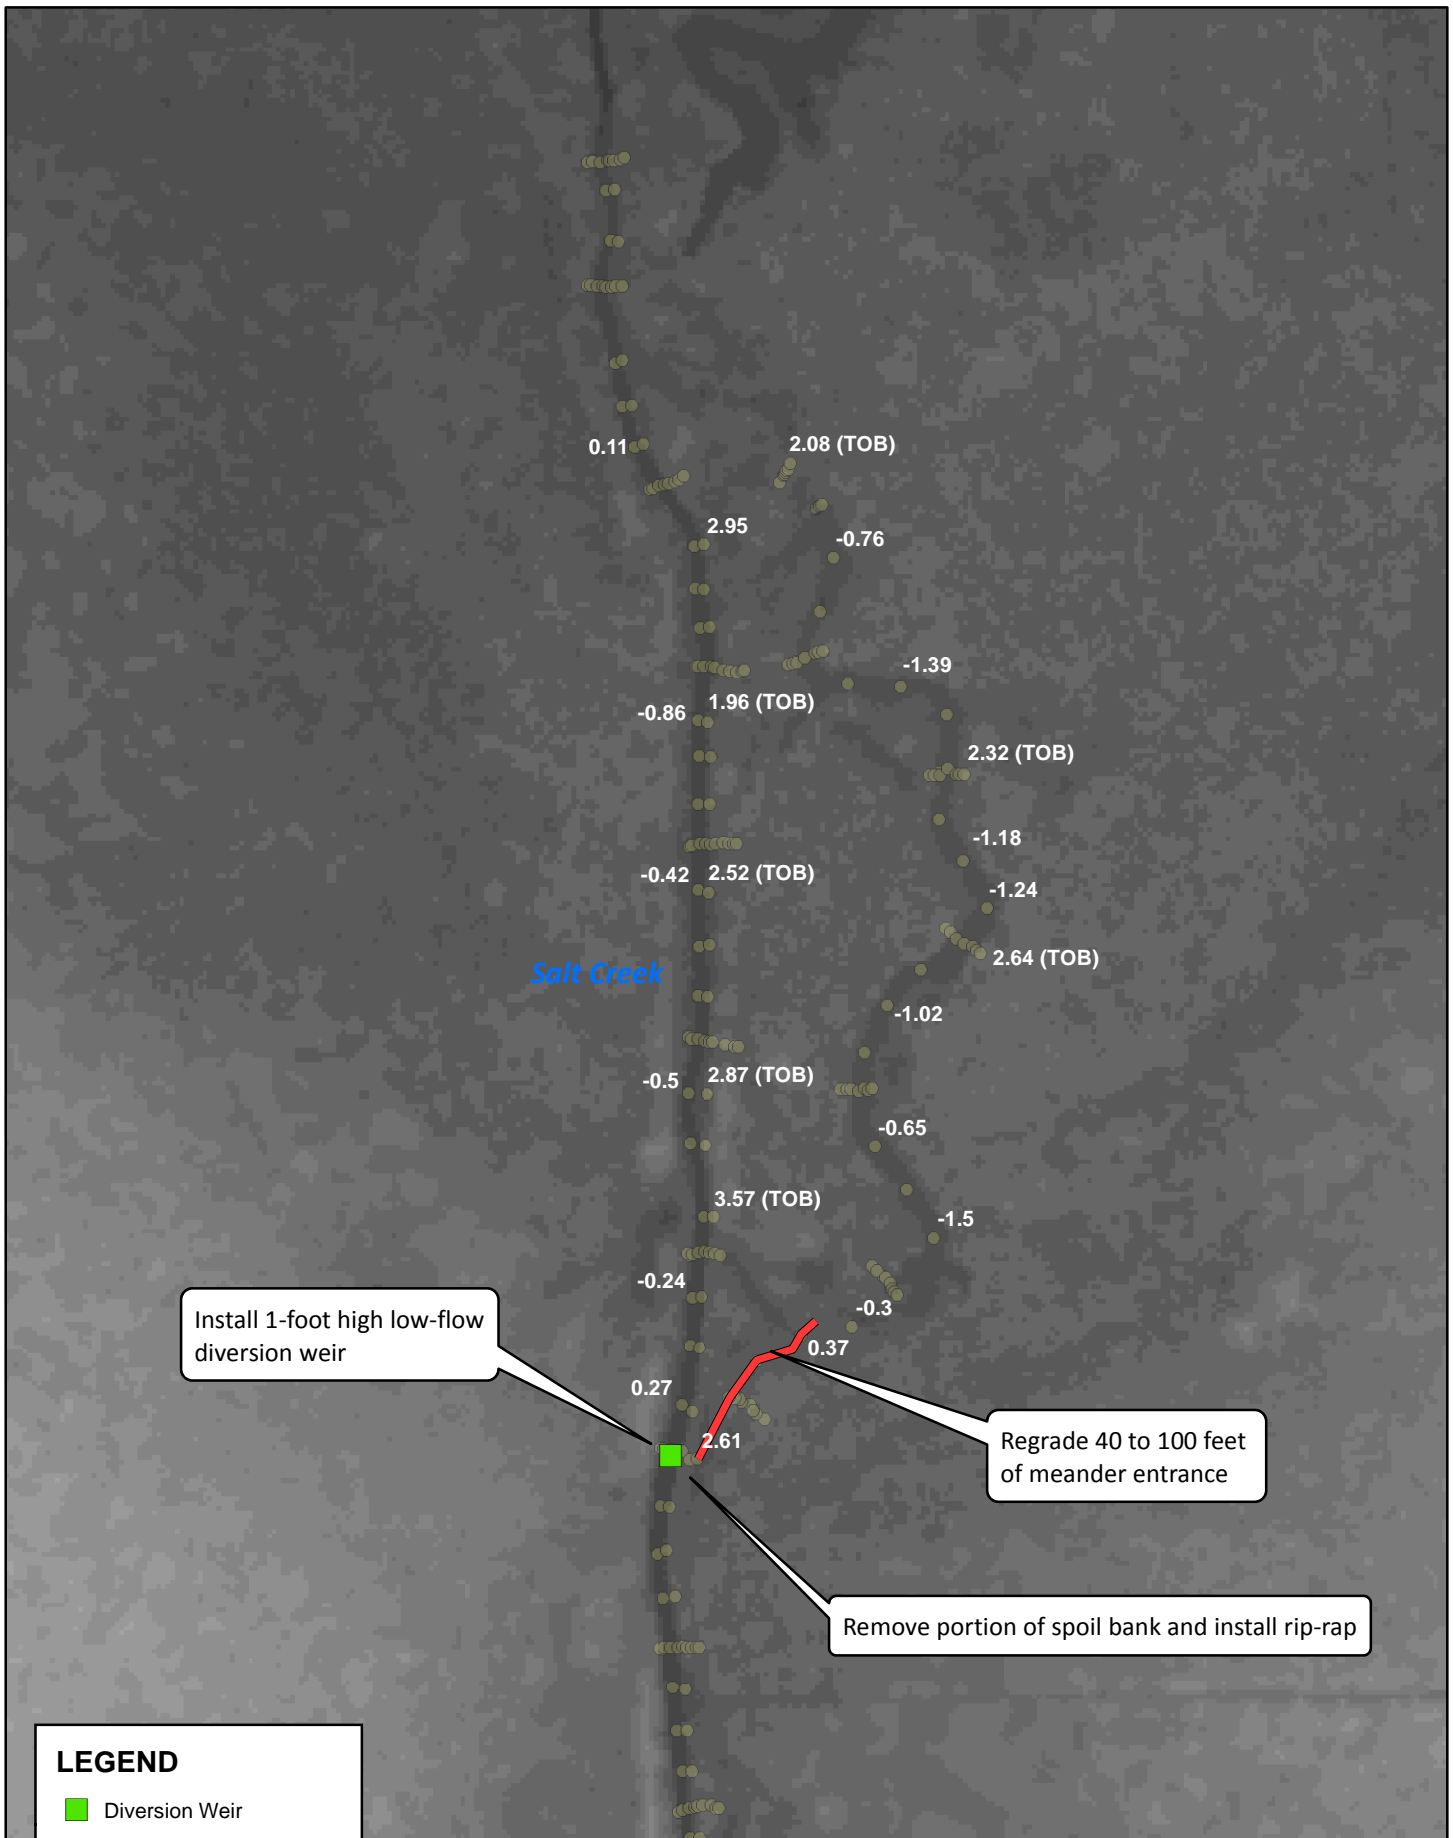 2.08 (TOB)
0.11
2.95
-0.76
-1.39
1.96 (TOB)
-0.86
2.32 (TOB)
-1.18
-0.42
2.52 (TOB)
-1.24
2.64 (TOB)
Salt Creek
-1.02
-0.5
2.87 (TOB)
-0.65
3.57 (TOB)
-1.5
-0.24
-0.3
Install 1-foot high low-flow
diversion weir
0.37
0.27
2.61
Regrade 40 to 100 feet
of meander entrance
Remove portion of spoil bank and install rip-rap
LEGEND
Diversion Weir